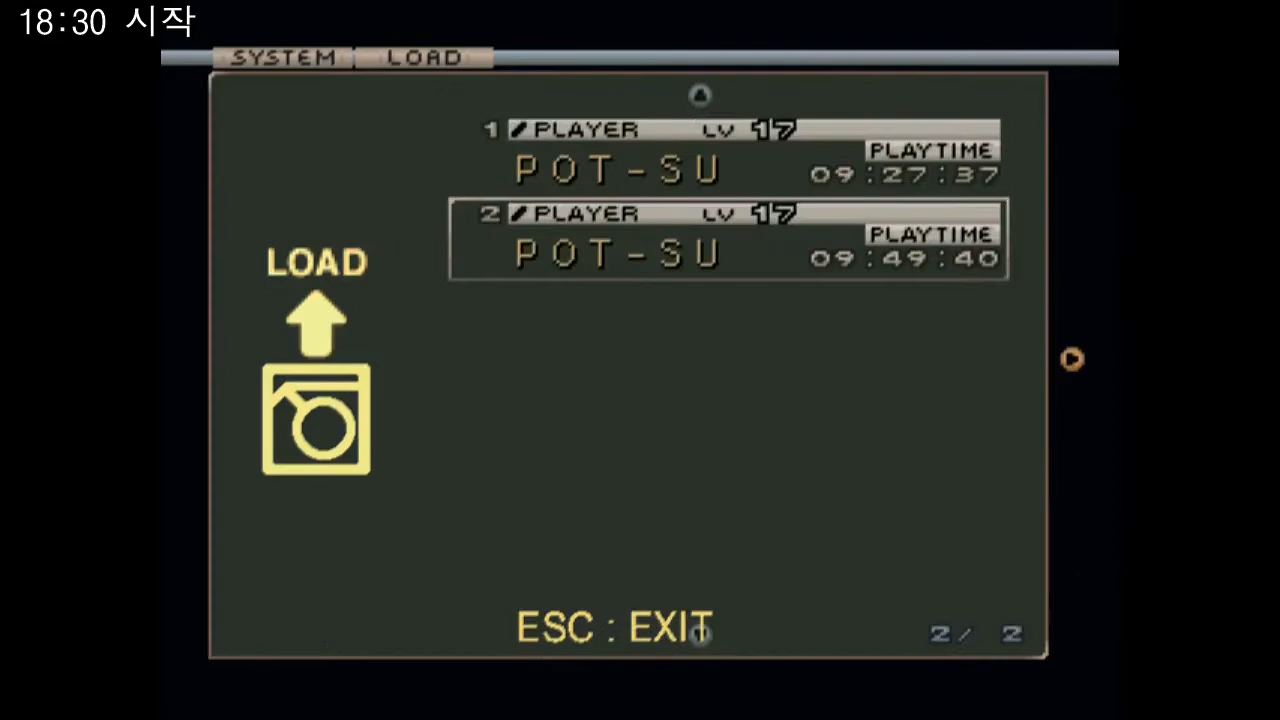 18:30 시작
SYSTEM LOAD
1 PLAYER LV 17
PLAYTIME
POT-SU 09:27:37
2 PLAYER LV 17
PLAYTIME
POT-SU 09:49:40
LOAD
ESC : EXIT
2/ 2